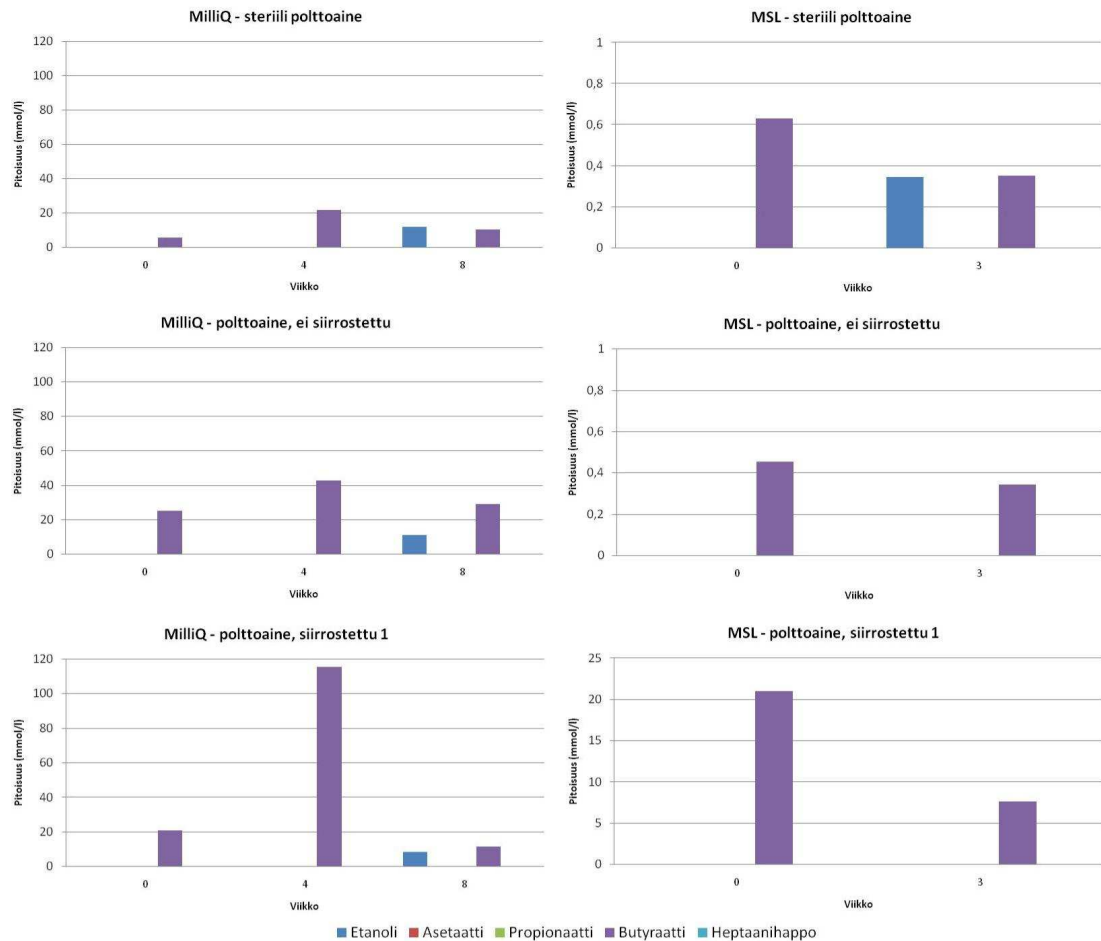 MilliQ - steriili polttoaine
120
100
80
60
40
20
0
Pitoisuus (mmol/l)
0
4
8
Viikko
MSL - steriili polttoaine
1
0,8
0,6
0,4
0,2
0
Pitoisuus (mmol/l)
0
3
Viikko
MilliQ - polttoaine, ei siirrostettu
120
100
80
60
40
20
0
Pitoisuus (mmol/l)
0
4
8
Viikko
MSL - polttoaine, ei siirrostettu
1
0,8
0,6
0,4
0,2
0
Pitoisuus (mmol/l)
0
3
Viikko
MilliQ - polttoaine, siirrostettu 1
120
100
80
60
40
20
0
Pitoisuus (mmol/l)
0
4
8
Viikko
MSL - polttoaine, siirrostettu 1
25
20
15
10
5
0
Pitoisuus (mmol/l)
0
3
Viikko
Etanoli Asetaatti Propionaatti Butyraatti Heptaanihappo